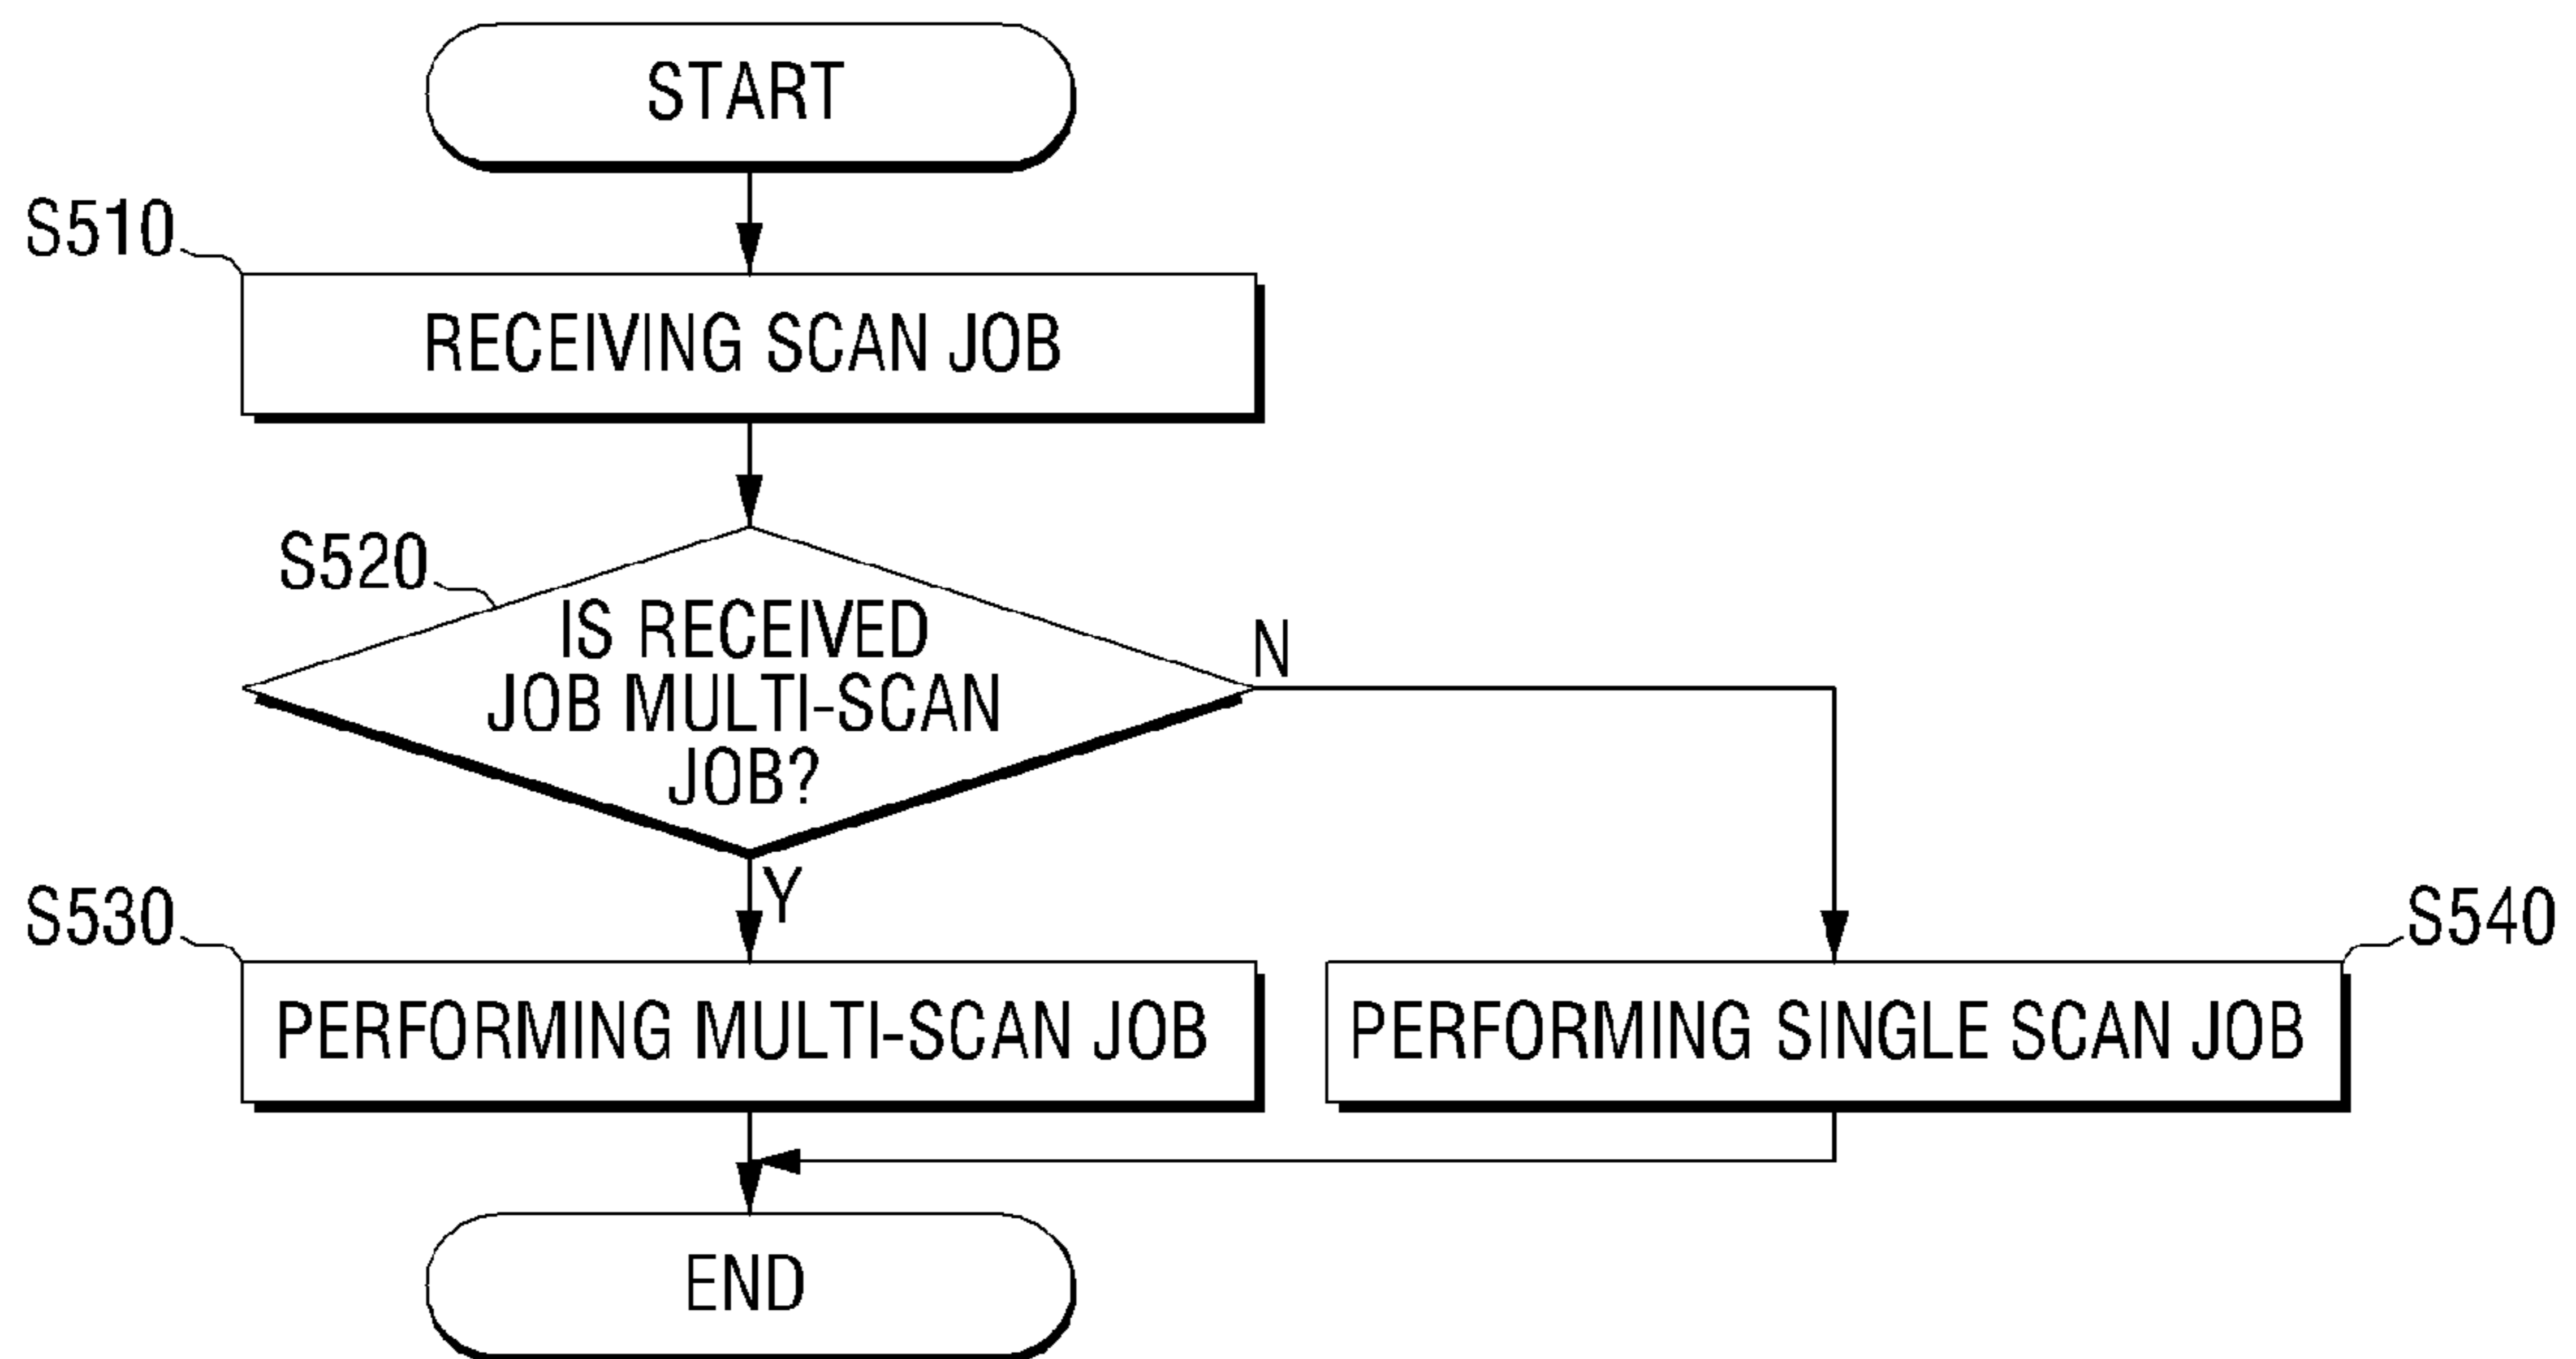 START
S510
RECEIVING SCAN JOB
S520
IS RECEIVED
JOB MULTI-SCAN
JOB?
N
Y
S530
PERFORMING MULTI-SCAN JOB
S540
PERFORMING SINGLE SCAN JOB
END